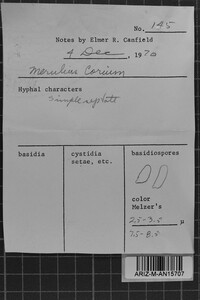 No. 145
Notes by Elmer R. Canfield
4 Dec, 1970
Merulius Corium
Hyphal characters
Simple septate
basidia
cystidia
setae, etc.
basidiospores
color
Melzer's
2.5-3.5 µ
7.5-8.5
ARIZ-M-AN15707